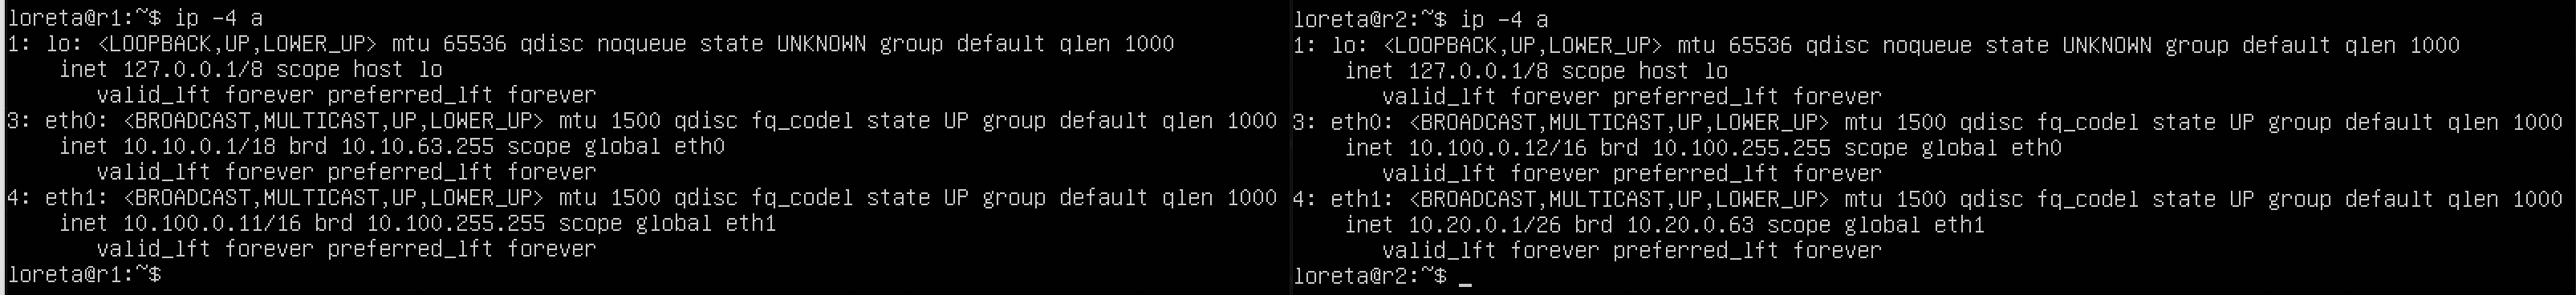 loreta@r1:~$ ip -4 a
1: lo: <LOOPBACK,UP,LOWER_UP> mtu 65536 qdisc noqueue state UNKNOWN group default qlen 1000
    inet 127.0.0.1/8 scope host lo
       valid_lft forever preferred_lft forever
3: eth0: <BROADCAST,MULTICAST,UP,LOWER_UP> mtu 1500 qdisc fq_codel state UP group default qlen 1000
    inet 10.10.0.1/18 brd 10.10.63.255 scope global eth0
       valid_lft forever preferred_lft forever
4: eth1: <BROADCAST,MULTICAST,UP,LOWER_UP> mtu 1500 qdisc fq_codel state UP group default qlen 1000
    inet 10.100.0.11/16 brd 10.100.255.255 scope global eth1
       valid_lft forever preferred_lft forever
loreta@r1:~$
loreta@r2:~$ ip -4 a
1: lo: <LOOPBACK,UP,LOWER_UP> mtu 65536 qdisc noqueue state UNKNOWN group default qlen 1000
    inet 127.0.0.1/8 scope host lo
       valid_lft forever preferred_lft forever
3: eth0: <BROADCAST,MULTICAST,UP,LOWER_UP> mtu 1500 qdisc fq_codel state UP group default qlen 1000
    inet 10.100.0.12/16 brd 10.100.255.255 scope global eth0
       valid_lft forever preferred_lft forever
4: eth1: <BROADCAST,MULTICAST,UP,LOWER_UP> mtu 1500 qdisc fq_codel state UP group default qlen 1000
    inet 10.20.0.1/26 brd 10.20.0.63 scope global eth1
       valid_lft forever preferred_lft forever
loreta@r2:~$ _